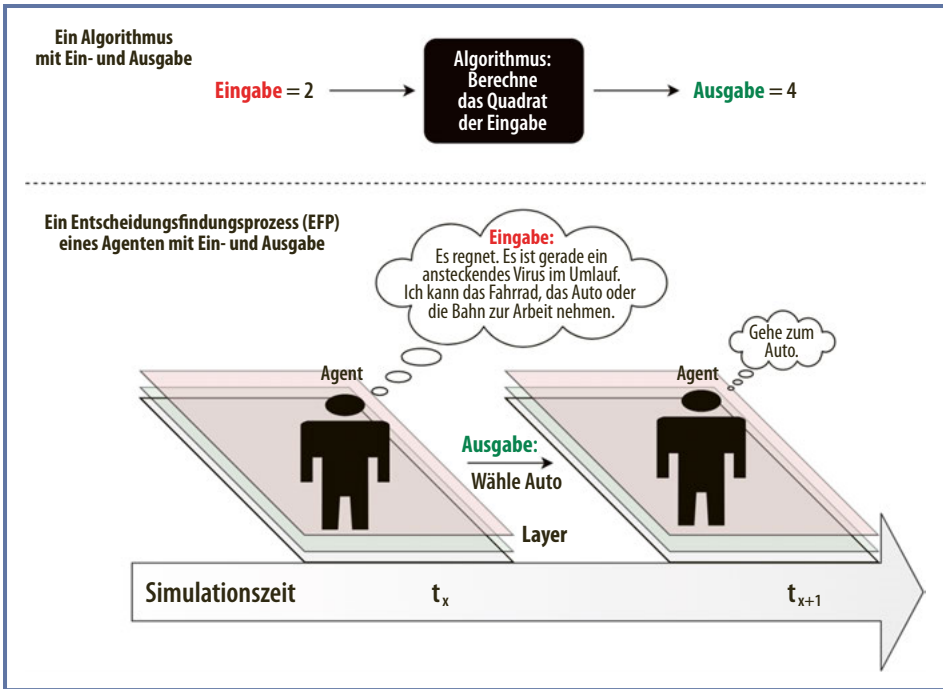 Ein Algorithmus
mit Ein- und Ausgabe
Eingabe = 2
Algorithmus:
Berechne
das Quadrat
der Eingabe
Ausgabe = 4
Ein Entscheidungsfindungsprozess (EFP)
eines Agenten mit Ein- und Ausgabe
Eingabe:
Es regnet. Es ist gerade ein
ansteckendes Virus im Umlauf.
Ich kann das Fahrrad, das Auto oder
die Bahn zur Arbeit nehmen.
Gehe zum
Auto.
Agent
Agent
Ausgabe:
Wähle Auto
Layer
Simulationszeit
tx
tx+1